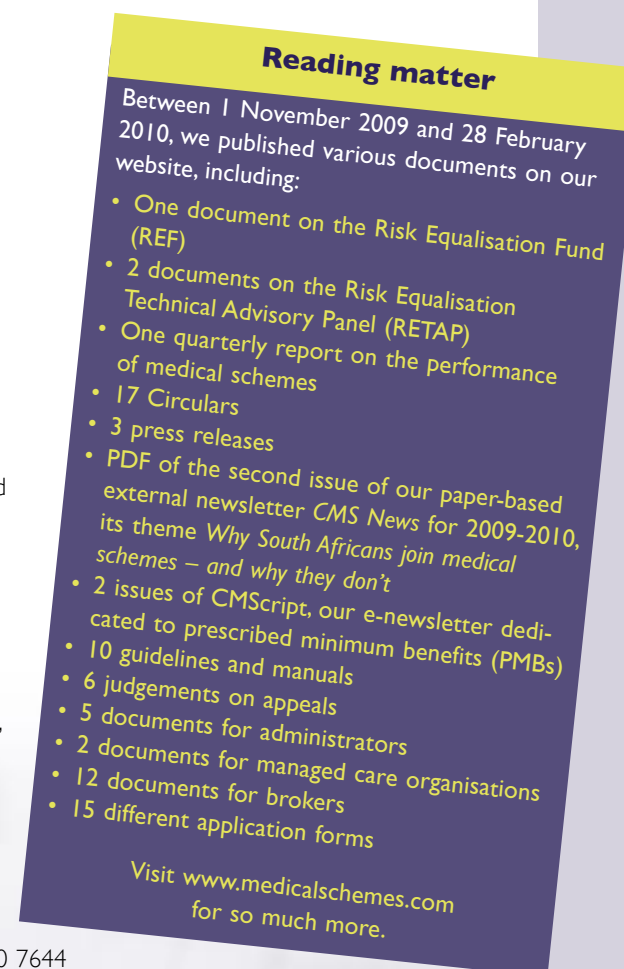 Reading matter
Between 1 November 2009 and 28 February
2010, we published various documents on our
website, including:
• One document on the Risk Equalisation Fund
(REF)
• 2 documents on the Risk Equalisation
Technical Advisory Panel (RETAP)
• One quarterly report on the performance
of medical schemes
• 17 Circulars
• 3 press releases
• PDF of the second issue of our paper-based
external newsletter CMS News for 2009-2010,
its theme Why South Africans join medical
schemes – and why they don't
• 2 issues of CMScript, our e-newsletter dedi-
cated to prescribed minimum benefits (PMBs)
• 10 guidelines and manuals
• 6 judgements on appeals
• 5 documents for administrators
• 2 documents for managed care organisations
• 12 documents for brokers
• 15 different application forms
Visit www.medicalschemes.com
for so much more.
7644